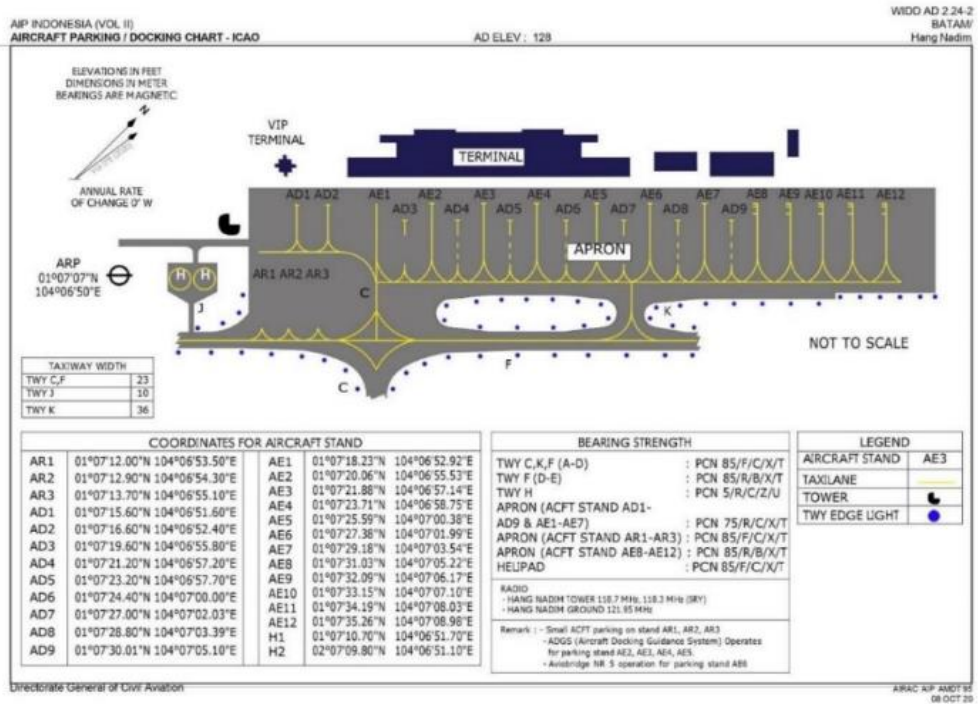 WIDD AD 2.24-2
AIP INDONESIA (VOL II)
BATAM/
AIRCRAFT PARKING / DOCKING CHART - ICAO
AD ELEV : 128
Hang Nadim
ELEVATIONS IN FEET
DIMENSIONS IN METER
BEARINGS ARE MAGNETIC
N
ANNUAL RATE
OF CHANGE 0" W
VIP
TERMINAL
TERMINAL
AD1 AD2 AE1 AE2 AE3 AE4 AE5 AE6 AE7 AE8 AE9 AE10 AE11 AE12
AD3 AD4 AD5 AD6 AD7 AD8 AD9
APRON
ARP
01°07'07"N
104°06'50"E
H H
AR1 AR2 AR3
C
J
K
NOT TO SCALE
F
C
TAXIWAY WIDTH
TWY C,F 23
TWY J 10
TWY K 36
COORDINATES FOR AIRCRAFT STAND
AR1 01°07'12.00"N 104°06'53.50"E
AR2 01°07'12.90"N 104°06'54.30"E
AR3 01°07'13.70"N 104°06'55.10"E
AD1 01°07'15.60"N 104°06'51.60"E
AD2 01°07'16.60"N 104°06'52.40"E
AD3 01°07'19.60"N 104°06'55.80"E
AD4 01°07'21.20"N 104°06'57.20"E
AD5 01°07'23.20"N 104°06'57.70"E
AD6 01°07'24.40"N 104°07'00.00"E
AD7 01°07'27.00"N 104°07'02.03"E
AD8 01°07'28.80"N 104°07'03.39"E
AD9 01°07'30.01"N 104°07'05.10"E
AE1 01°07'18.23"N 104°06'52.92"E
AE2 01°07'20.06"N 104°06'55.53"E
AE3 01°07'21.88"N 104°06'57.14"E
AE4 01°07'23.71"N 104°06'58.75"E
AE5 01°07'25.59"N 104°07'00.38"E
AE6 01°07'27.38"N 104°07'01.99"E
AE7 01°07'29.18"N 104°07'03.54"E
AE8 01°07'31.03"N 104°07'05.22"E
AE9 01°07'32.09"N 104°07'06.17"E
AE10 01°07'33.15"N 104°07'07.10"E
AE11 01°07'34.19"N 104°07'08.03"E
AE12 01°07'35.26"N 104°07'08.98"E
H1 01°07'10.70"N 104°06'51.70"E
H2 02°07'09.80"N 104°06'51.10"E
BEARING STRENGTH
TWY C,K,F (A-D) : PCN 85/F/C/X/T
TWY F (D-E) : PCN 85/R/B/X/T
TWY H : PCN 5/R/C/Z/U
APRON (ACFT STAND AD1-
AD9 & AE1-AE7) : PCN 75/R/C/X/T
APRON (ACFT STAND AR1-AR3) : PCN 85/F/C/X/T
APRON (ACFT STAND AE8-AE12) : PCN 85/R/B/X/T
HELIPAD : PCN 85/F/C/X/T
RADIO
- HANG NADIM TOWER 118.7 MHz, 118.3 MHz (SRY)
- HANG NADIM GROUND 121.95 MHz
Remark : - Small ACFT parking on stand AR1, AR2, AR3
- ADGS (Aircraft Docking Guidance System) Operates
for parking stand AE2, AE3, AE4, AE5.
- Aviobridge NR 5 operation for parking stand AE6
LEGEND
AIRCRAFT STAND AE3
TAXILANE
TOWER
TWY EDGE LIGHT
Directorate General of Civil Aviation
AIRAC AIP AMDT 95
08 OCT 20